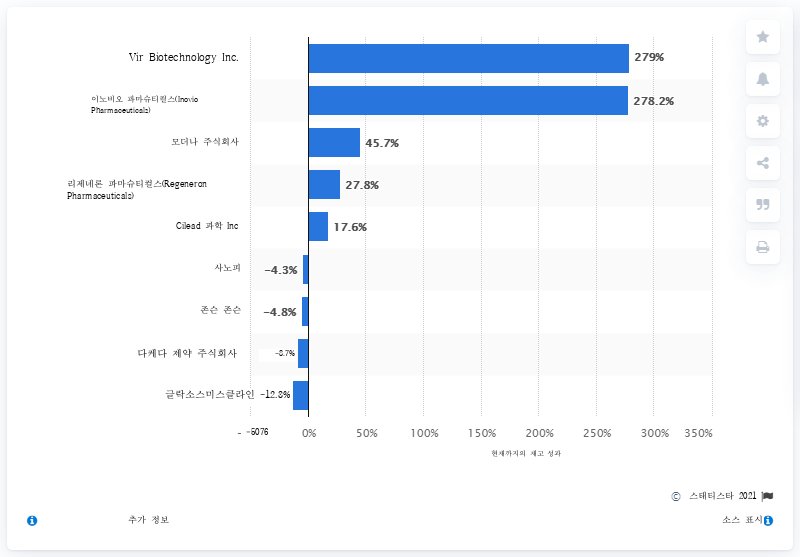 Vir Biotechnology Inc.
279%
이노비오 파마슈티컬스(Inovio
Pharmaceuticals)
278.2%
모더나 주식회사
45.7%
리제네론 파마슈티컬스(Regeneron
Pharmaceuticals)
27.8%
Cilead 과학 Inc
17.6%
사노피
-4.3%
존슨 존슨
-4.8%
다케다 제약 주식회사
-8.7%
글락소스미스클라인 -12.8%
- -5076 0% 50% 100% 150% 200% 250% 300% 350%
현재까지의 재고 성과
© 스태티스타 2021
추가 정보
소스 표시